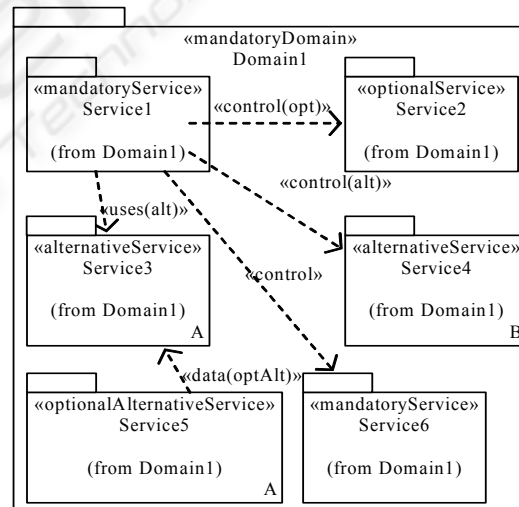 «mandatoryDomain»
Domain1
«mandatoryService»
Service1
(from Domain1)
«control(opt)»
«optionalService»
Service2
(from Domain1)
«control(alt)»
«uses(alt)»
«alternativeService»
Service3
(from Domain1)
A
«control»
«alternativeService»
Service4
(from Domain1)
B
«data(optAlt)»
«optionalAlternativeService»
Service5
(from Domain1)
A
«mandatoryService»
Service6
(from Domain1)